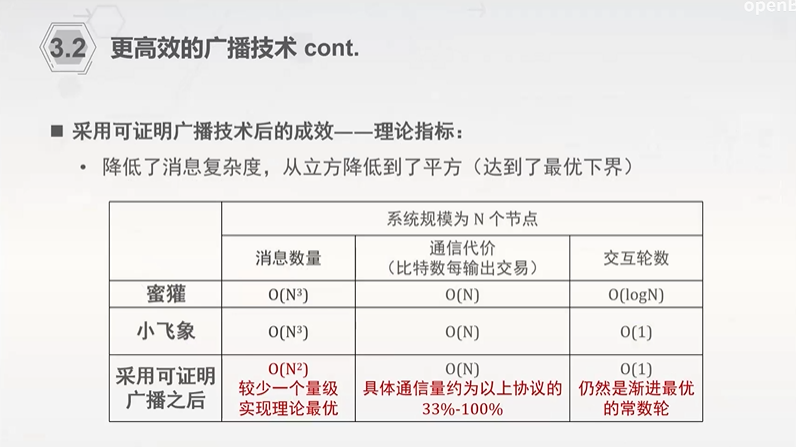 openB
3.2 更高效的广播技术 cont.
■ 采用可证明广播技术后的成效——理论指标：
• 降低了消息复杂度，从立方降低到了平方（达到了最优下界）
系统规模为 N 个节点
消息数量
通信代价
（比特数每输出交易）
交互轮数
蜜獾 O(N³) O(N) O(logN)
小飞象 O(N³) O(N) O(1)
采用可证明
广播之后
O(N²)
较少一个量级
实现理论最优
O(N)
具体通信量约为以上协议的
33%-100%
O(1)
仍然是渐进最优
的常数轮